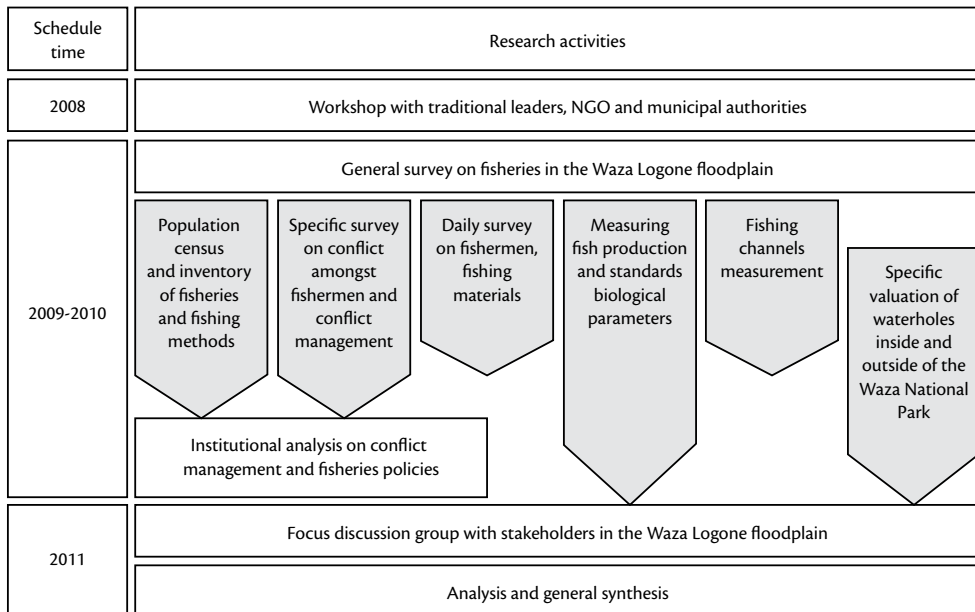 Schedule
time
Research activities
2008
Workshop with traditional leaders, NGO and municipal authorities
2009-2010
General survey on fisheries in the Waza Logone floodplain
Population
census
and inventory
of fisheries
and fishing
methods
Specific survey
on conflict
amongst
fishermen and
conflict
management
Daily survey
on fishermen,
fishing
materials
Measuring
fish production
and standards
biological
parameters
Fishing
channels
measurement
Specific
valuation of
waterholes
inside and
outside of the
Waza National
Park
Institutional analysis on conflict
management and fisheries policies
2011
Focus discussion group with stakeholders in the Waza Logone floodplain
Analysis and general synthesis